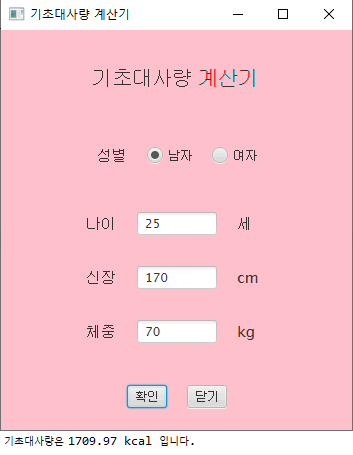 기초대사량 계산기
기초대사량 계산기
성별 남자 여자
나이 25 세
신장 170 cm
체중 70 kg
확인 닫기
기초대사량은 1709.97 kcal 입니다.